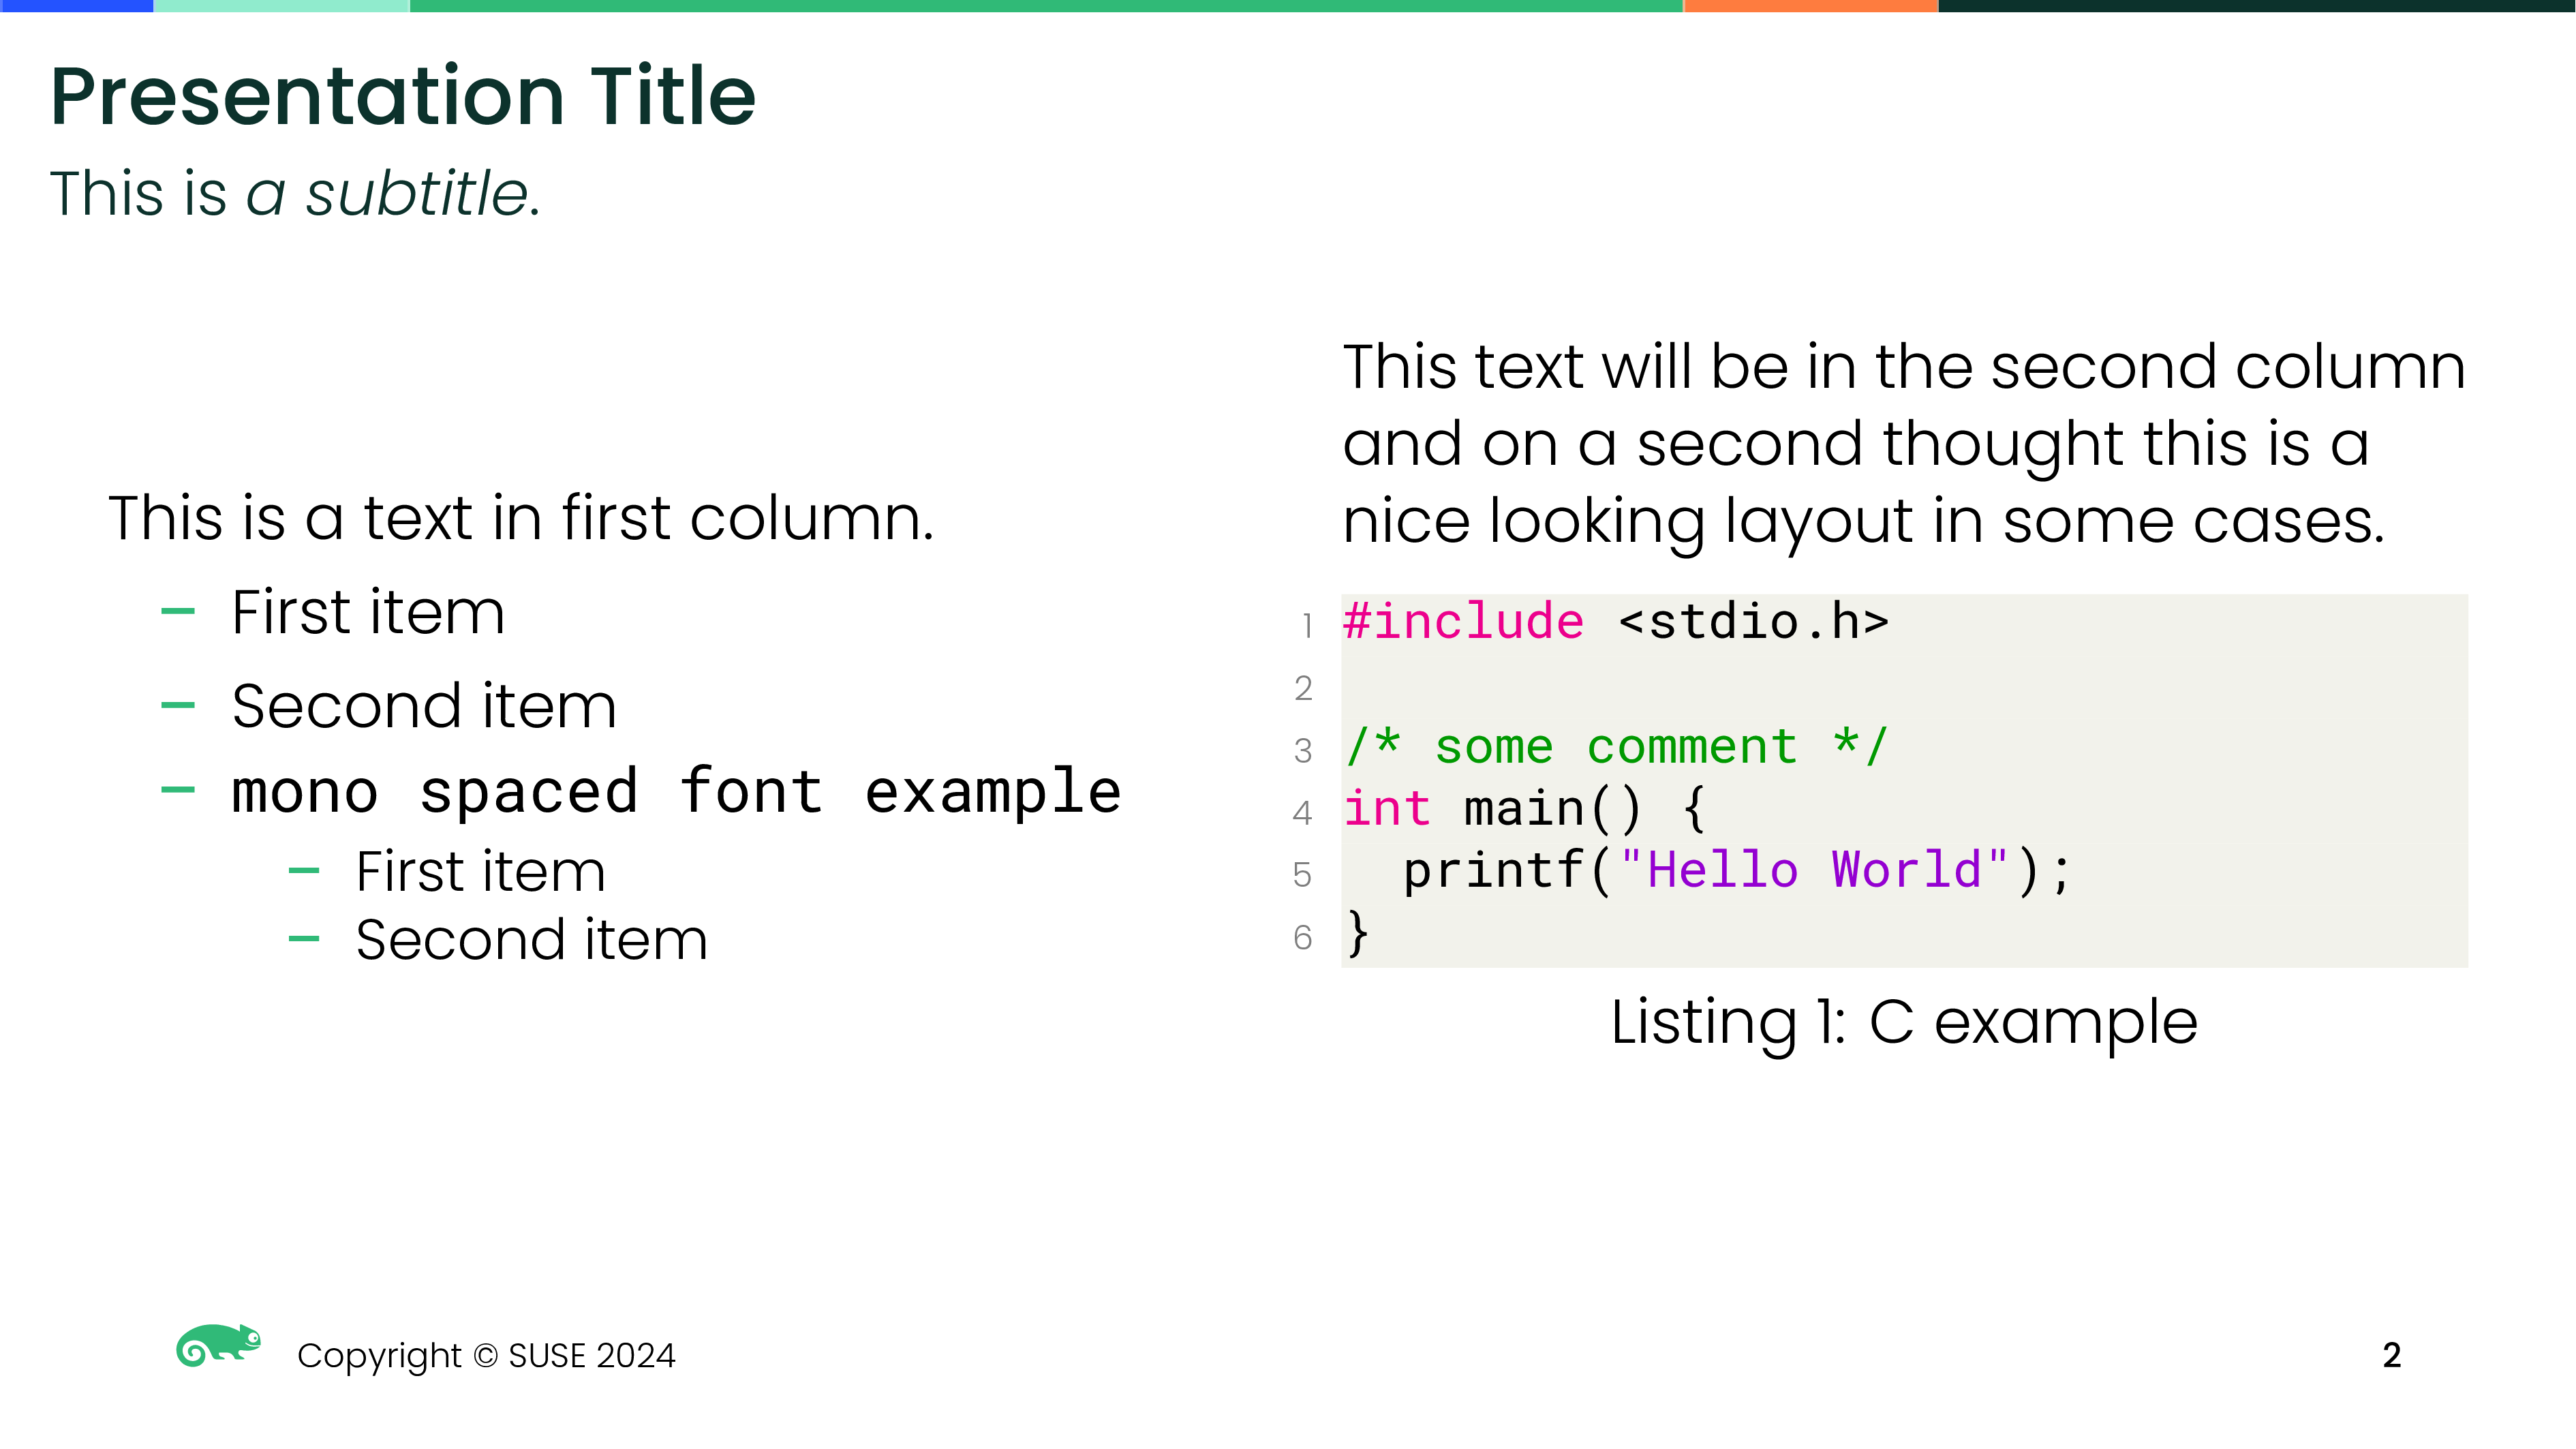 Presentation Title
This is a subtitle.
This is a text in first column.
– First item
– Second item
– mono spaced font example
– First item
– Second item
This text will be in the second column
and on a second thought this is a
nice looking layout in some cases.
1 #include <stdio.h>
2
3 /* some comment */
4 int main() {
5   printf("Hello World");
6 }
Listing 1: C example
Copyright © SUSE 2024
2